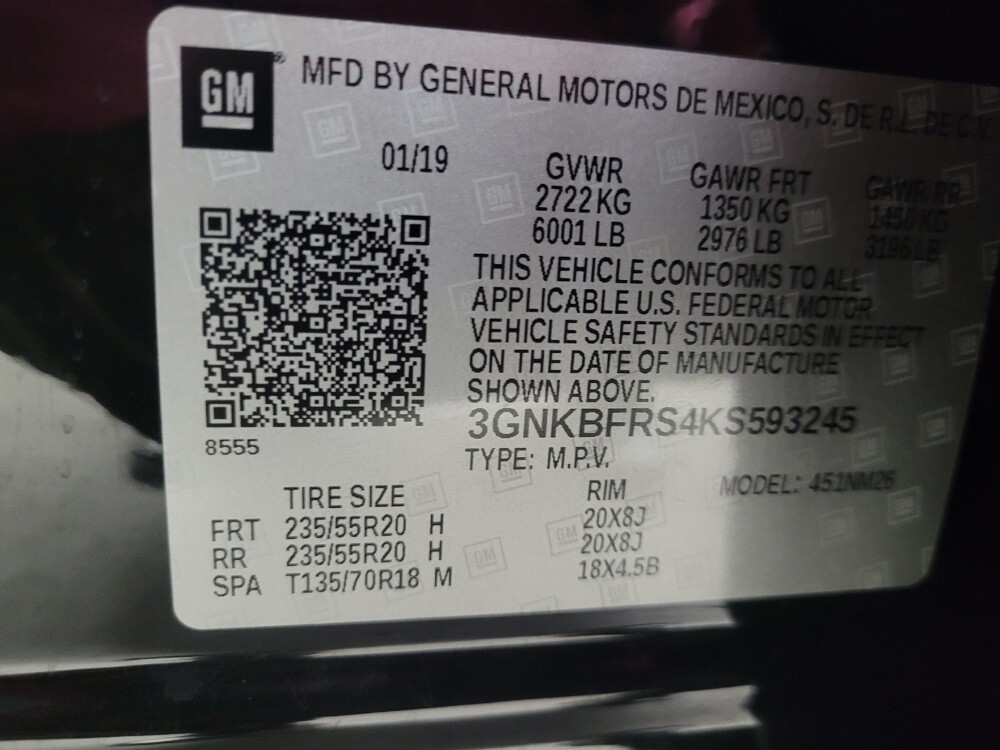 GM
MFD BY GENERAL MOTORS DE MEXICO, S. DE R.L. DE C.V.
01/19
GVWR GAWR FRT GAWR RR
2722 KG 1350 KG 1450 KG
6001 LB 2976 LB 3196 LB
THIS VEHICLE CONFORMS TO ALL
APPLICABLE U.S. FEDERAL MOTOR
VEHICLE SAFETY STANDARDS IN EFFECT
ON THE DATE OF MANUFACTURE
SHOWN ABOVE.
3GNKBFRS4KS593245
8555
TYPE: M.P.V. MODEL: 451NM26
TIRE SIZE RIM
FRT 235/55R20 H 20X8J
RR 235/55R20 H 20X8J
SPA T135/70R18 M 18X4.5B